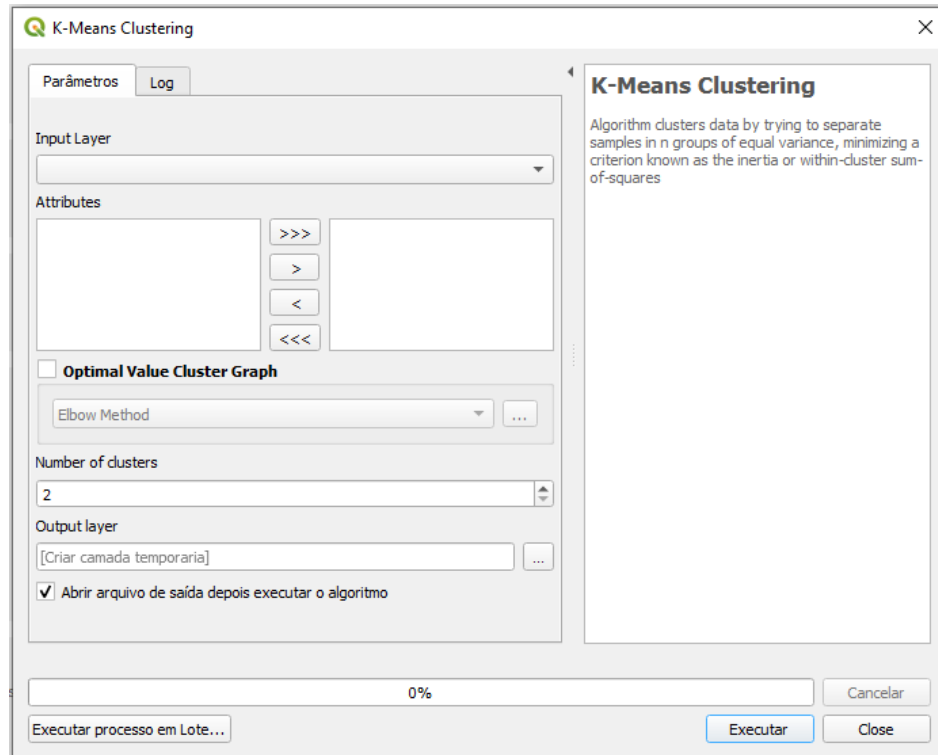 K-Means Clustering
Parâmetros
Log
Input Layer
Attributes
>>>
>
<
<<<
Optimal Value Cluster Graph
Elbow Method
...
Number of clusters
2
Output layer
[Criar camada temporaria]
...
Abrir arquivo de saída depois executar o algoritmo
K-Means Clustering
Algorithm clusters data by trying to separate
samples in n groups of equal variance, minimizing a
criterion known as the inertia or within-cluster sum-
of-squares
0%
Cancelar
Executar processo em Lote...
Executar
Close